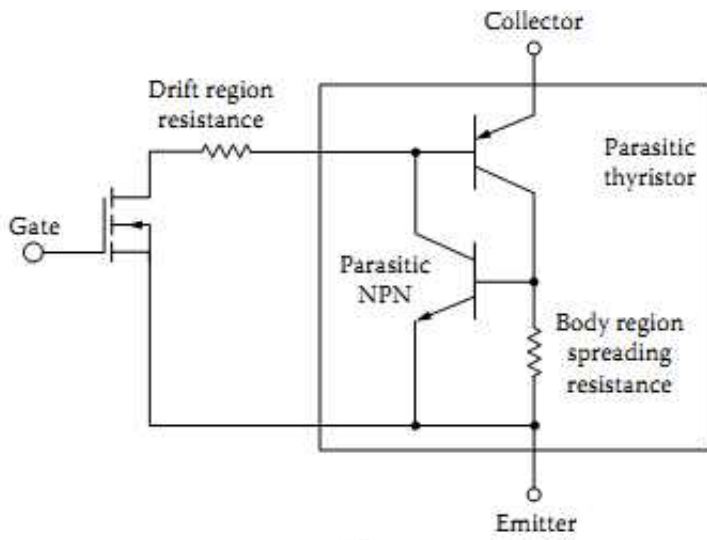 Collector
Drift region
resistance
Parasitic
thyristor
Gate
Parasitic
NPN
Body region
spreading
resistance
Emitter